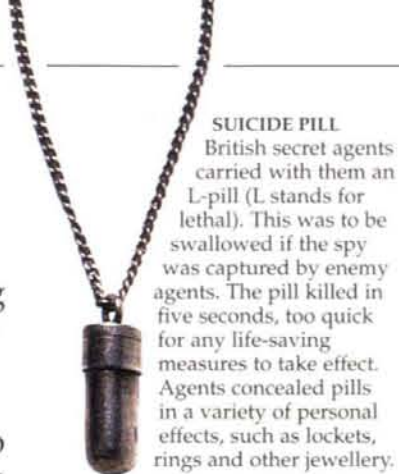 SUICIDE PILL
British secret agents
carried with them an
L-pill (L stands for
lethal). This was to be
swallowed if the spy
was captured by enemy
agents. The pill killed in
five seconds, too quick
for any life-saving
measures to take effect.
Agents concealed pills
in a variety of personal
effects, such as lockets,
rings and other jewellery.